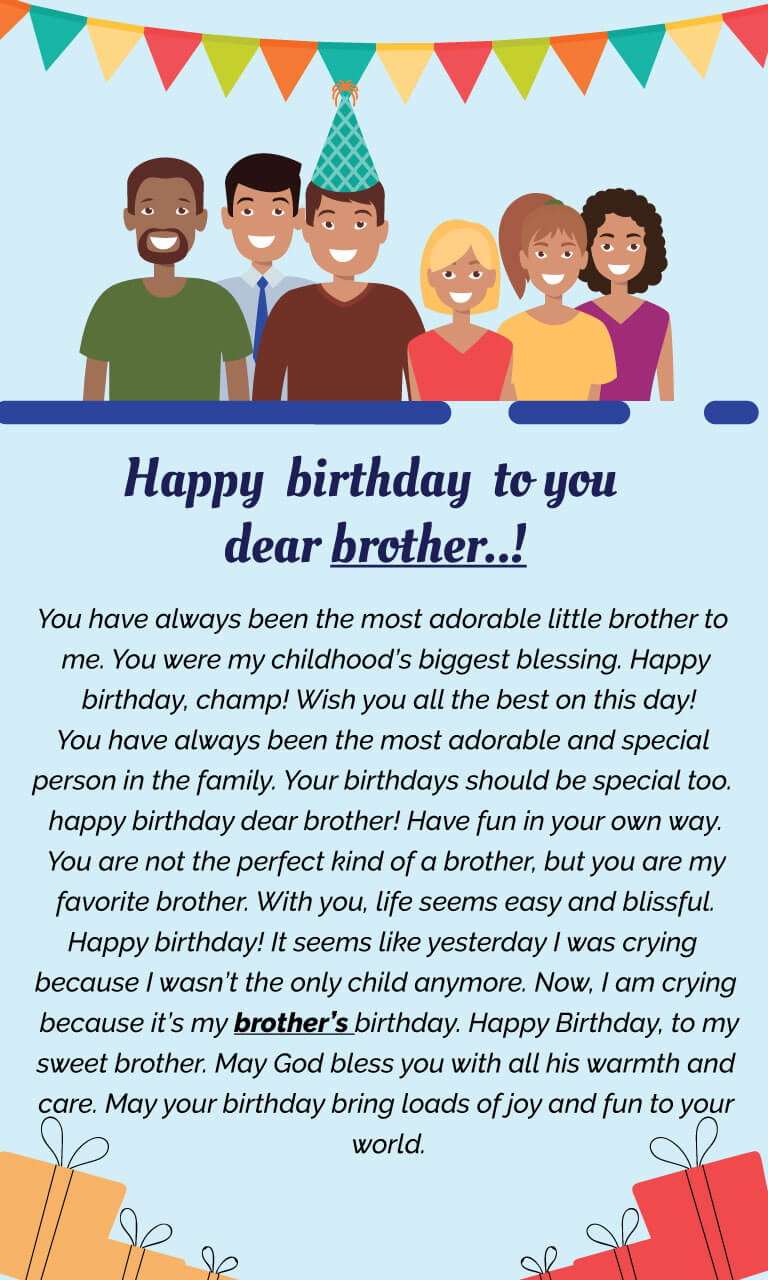 Happy birthday to you
dear brother..!
You have always been the most adorable little brother to
me. You were my childhood's biggest blessing. Happy
birthday, champ! Wish you all the best on this day!
You have always been the most adorable and special
person in the family. Your birthdays should be special too.
happy birthday dear brother! Have fun in your own way.
You are not the perfect kind of a brother, but you are my
favorite brother. With you, life seems easy and blissful.
Happy birthday! It seems like yesterday I was crying
because I wasn't the only child anymore. Now, I am crying
because it's my brother's birthday. Happy Birthday, to my
sweet brother. May God bless you with all his warmth and
care. May your birthday bring loads of joy and fun to your
world.